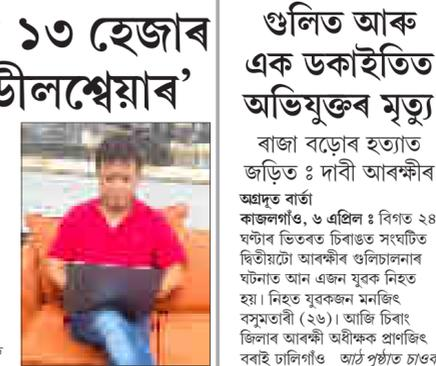 ১৩ হেজাৰ
ডীলশ্বেয়াৰ’
গুলিত আৰু
এক ডকাইতিত
অভিযুক্তৰ মৃত্যু
ৰাজা বড়োৰ হত্যাত
জড়িত ঃ দাবী আৰক্ষীৰ
অগ্ৰদূত ৱাৰ্তা
কাজলগাঁও, ৬ এপ্ৰিল ঃ বিগত ২৪
ঘণ্টাৰ ভিতৰত চিৰাঙত সংঘটিত
দ্বিতীয়টো আৰক্ষীৰ গুলিচালনাৰ
ঘটনাত আন এজন যুৱক নিহত
হয়। নিহত যুৱকজন মনজিৎ
বসুমতাৰী (২৬)। আজি চিৰাং
জিলাৰ আৰক্ষী অধীক্ষক প্ৰাণজিৎ
বৰাই ঢালিগাঁও আঠ পৃষ্ঠাত চাওক